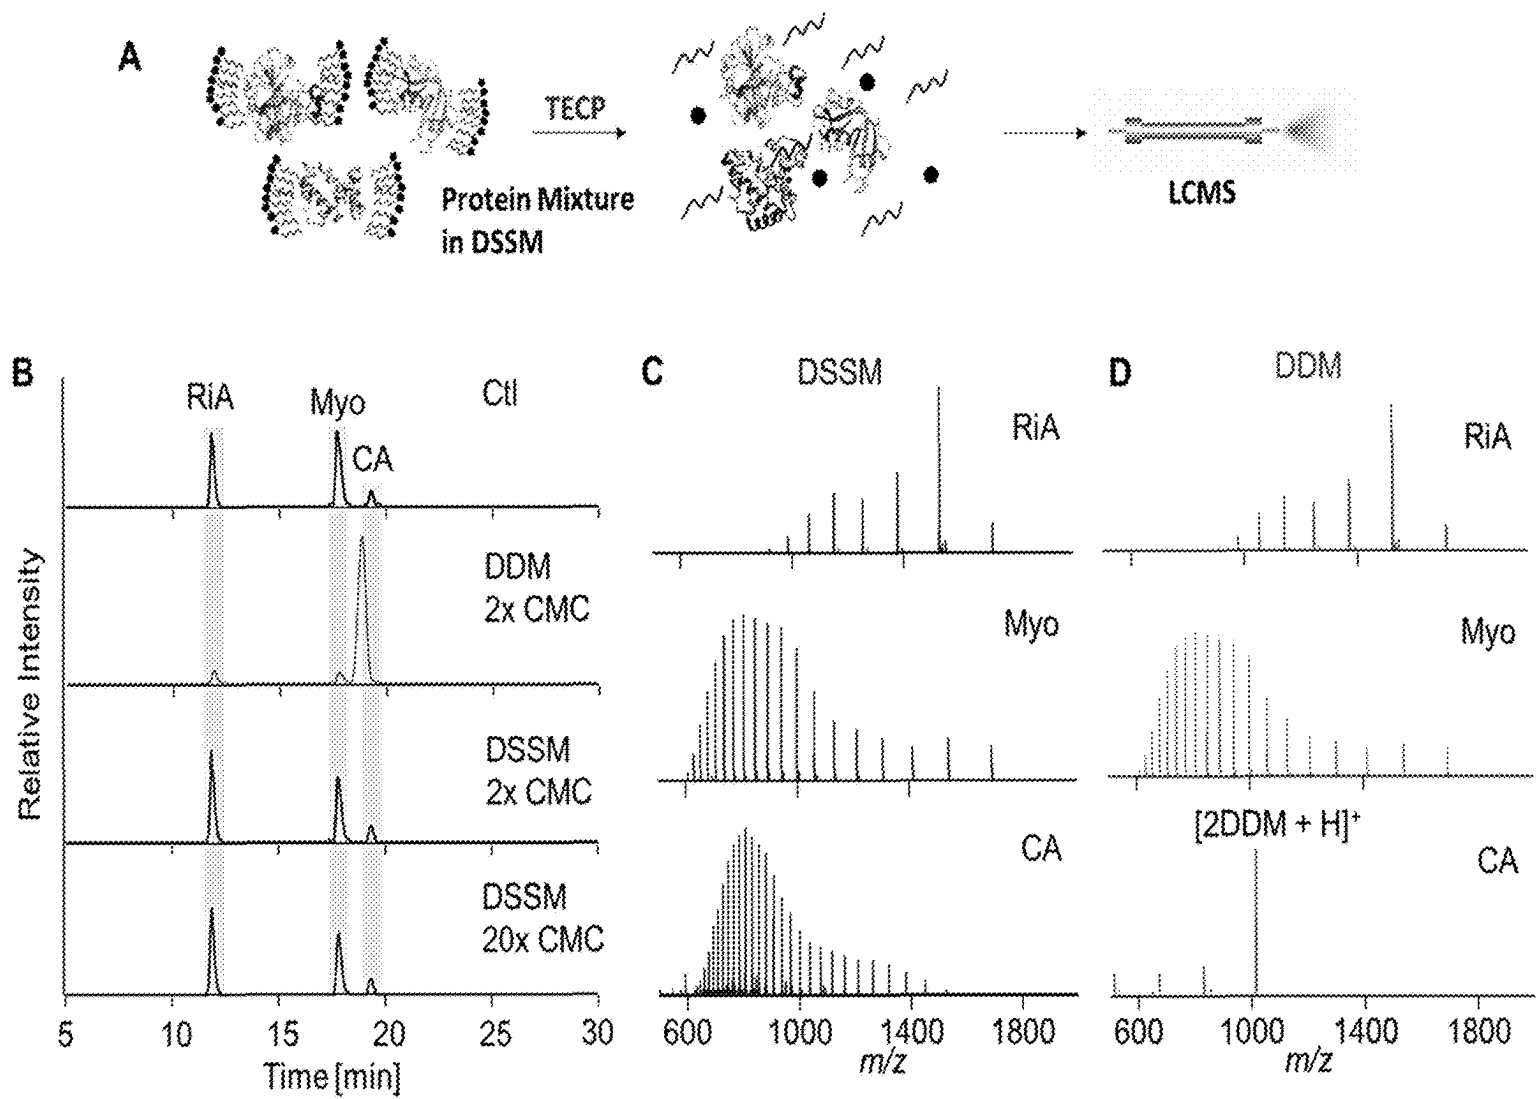 A
TECP
Protein Mixture
in DSSM
LCMS
B
RiA
Myo
CA
Ctl
DDM
2x CMC
DSSM
2x CMC
DSSM
20x CMC
Relative Intensity
5 10 15 20 25 30
Time [min]
C
DSSM
RiA
Myo
CA
600 1000 1400 1800
m/z
D
DDM
RiA
Myo
[2DDM + H]⁺
CA
600 1000 1400 1800
m/z